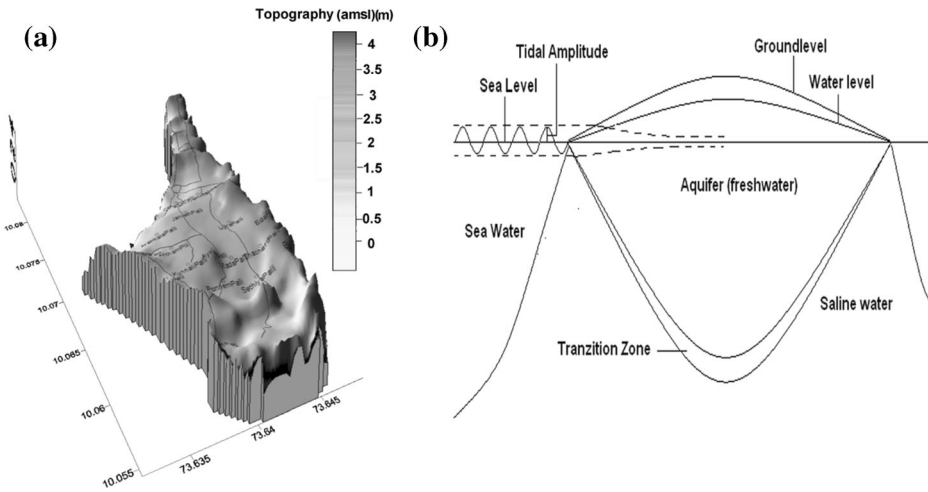 (a)
Topography (amsl)(m)
4
3.5
3
2.5
2
1.5
1
0.5
0
10.08
10.075
10.07
10.065
10.06
10.055
73.635
73.64
73.645
(b)
Tidal Amplitude
Sea Level
Groundlevel
Water level
Aquifer (freshwater)
Sea Water
Saline water
Tranzition Zone